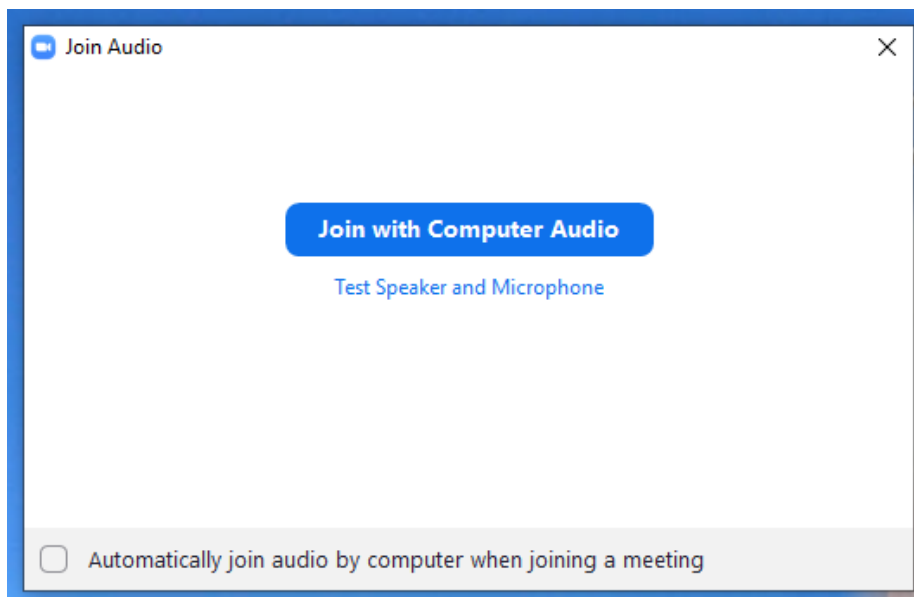 Join Audio
Join with Computer Audio
Test Speaker and Microphone
Automatically join audio by computer when joining a meeting